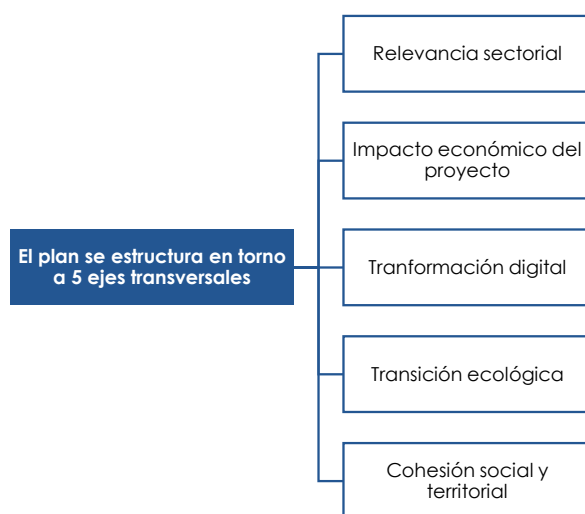 El plan se estructura en torno
a 5 ejes transversales
Relevancia sectorial
Impacto económico del
proyecto
Tranformación digital
Transición ecológica
Cohesión social y
territorial